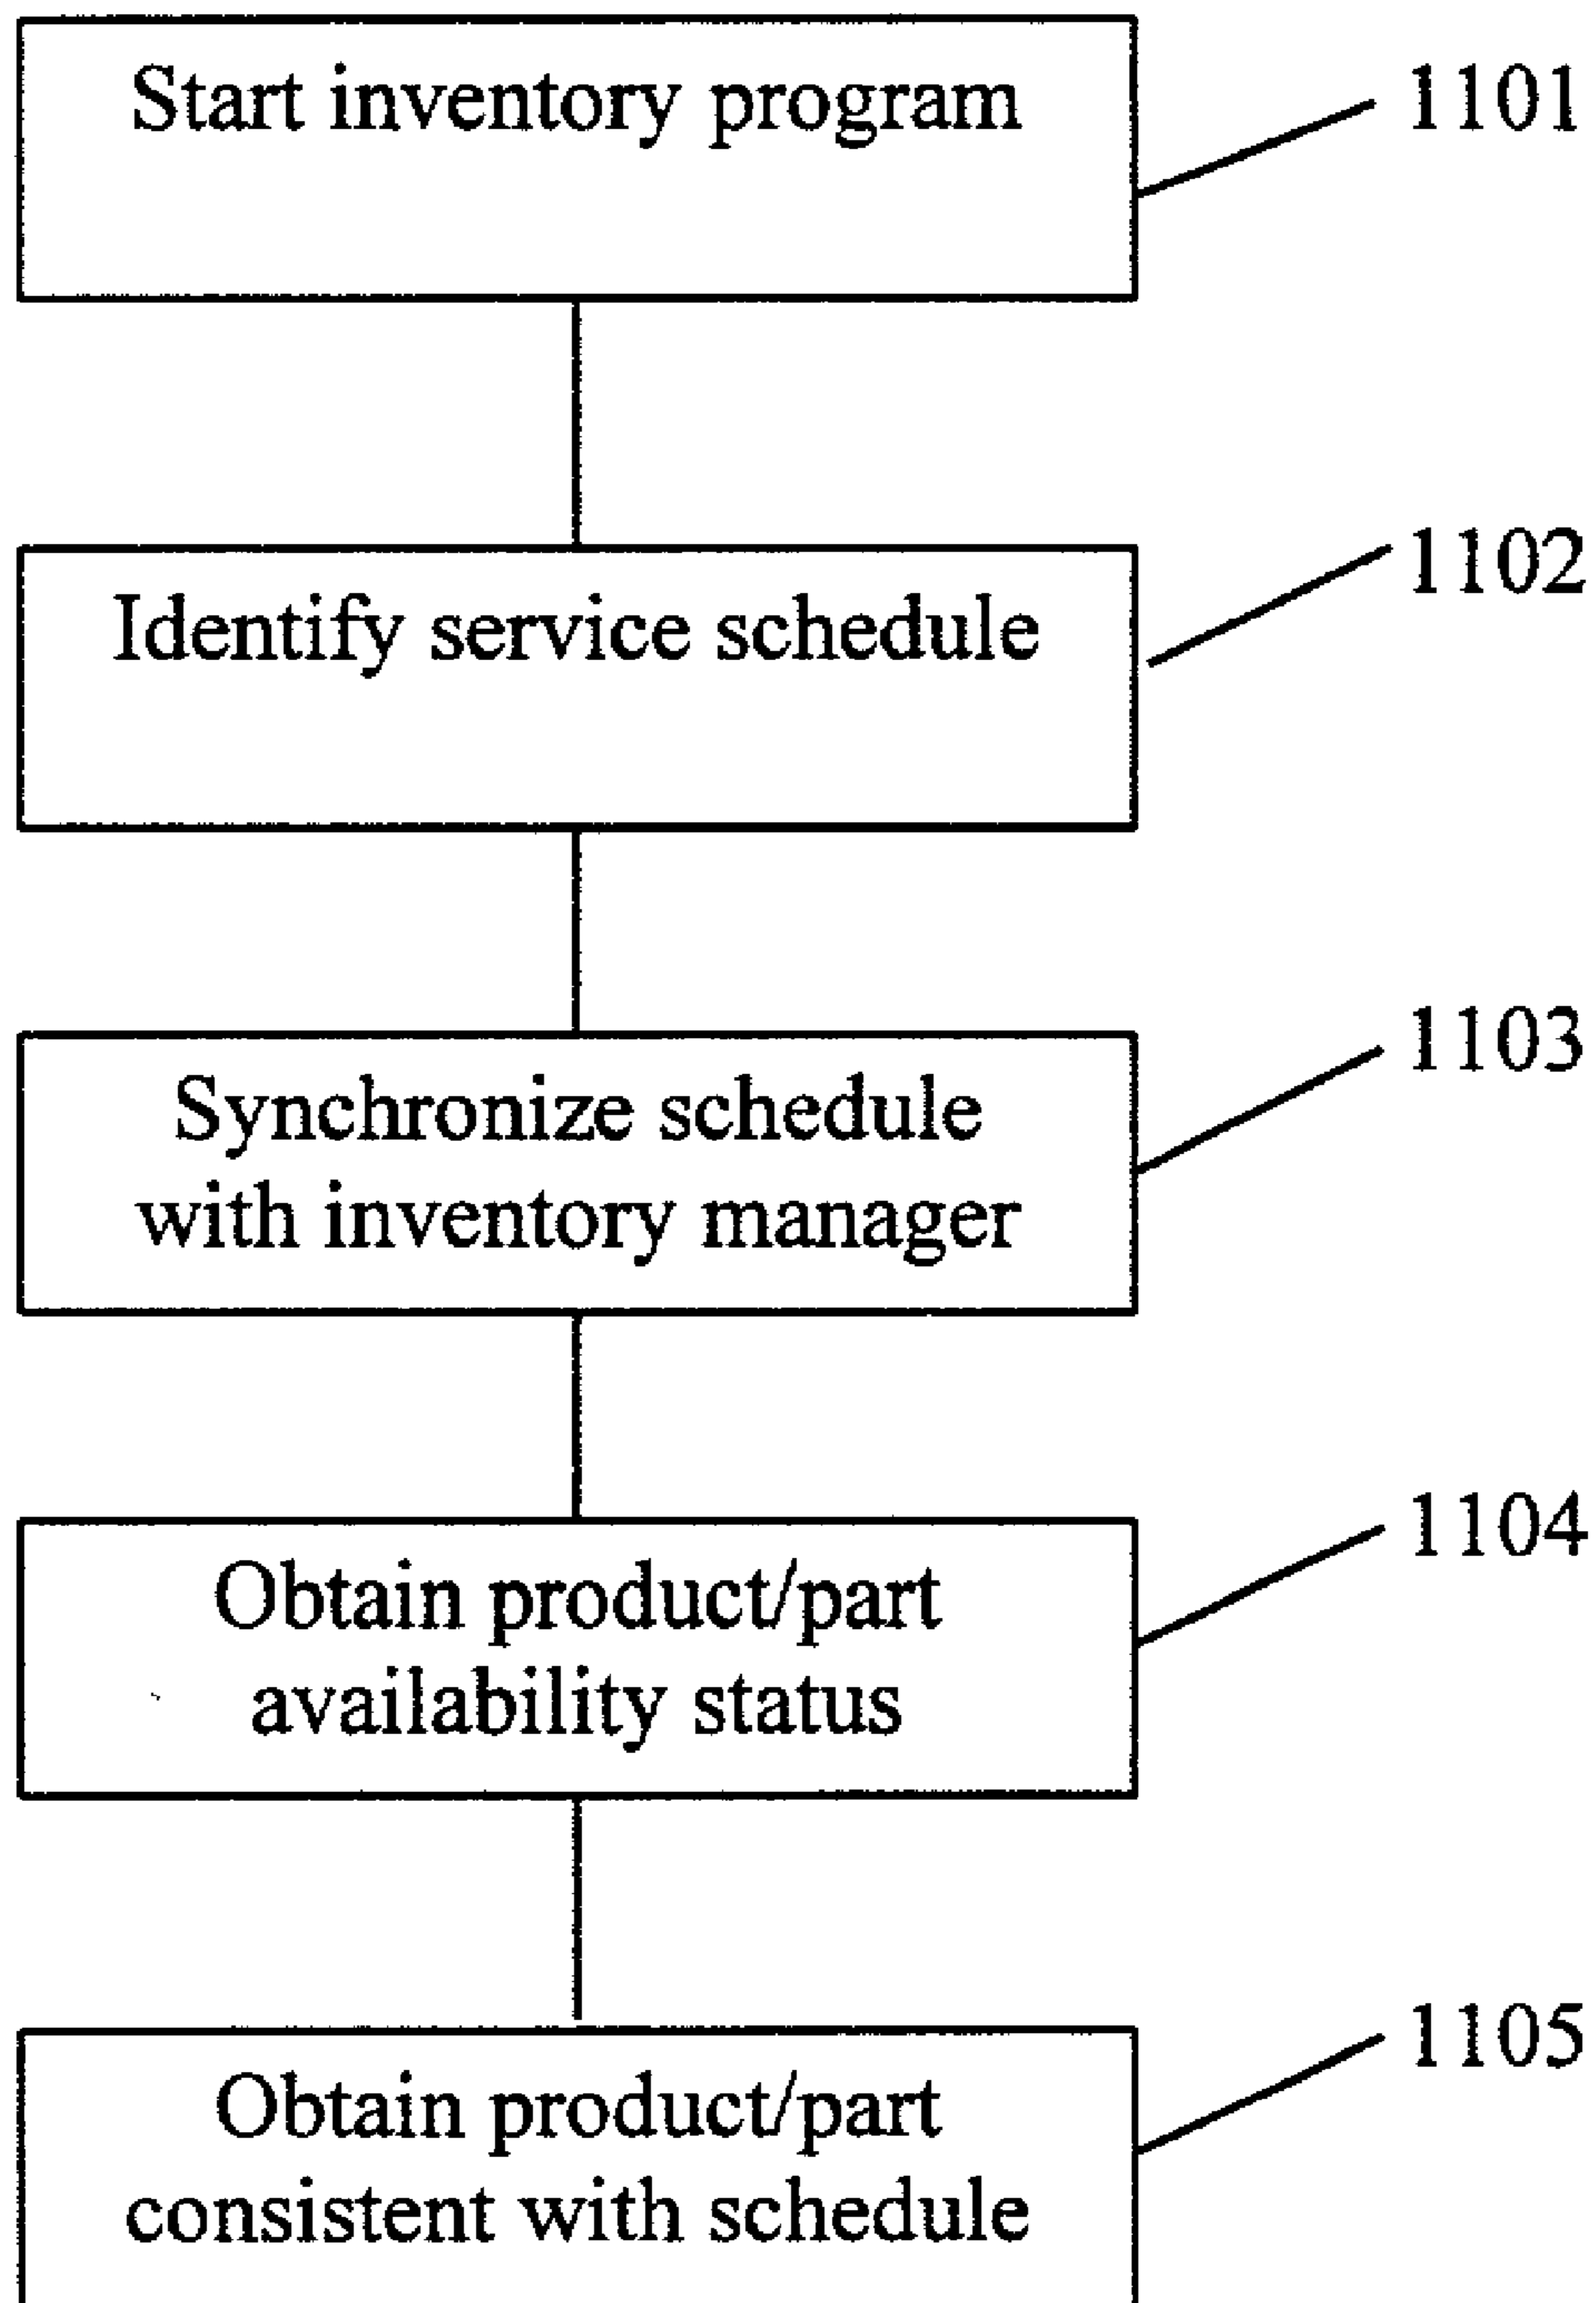 Start inventory program
1101
Identify service schedule
1102
Synchronize schedule
with inventory manager
1103
Obtain product/part
availability status
1104
Obtain product/part
consistent with schedule
1105